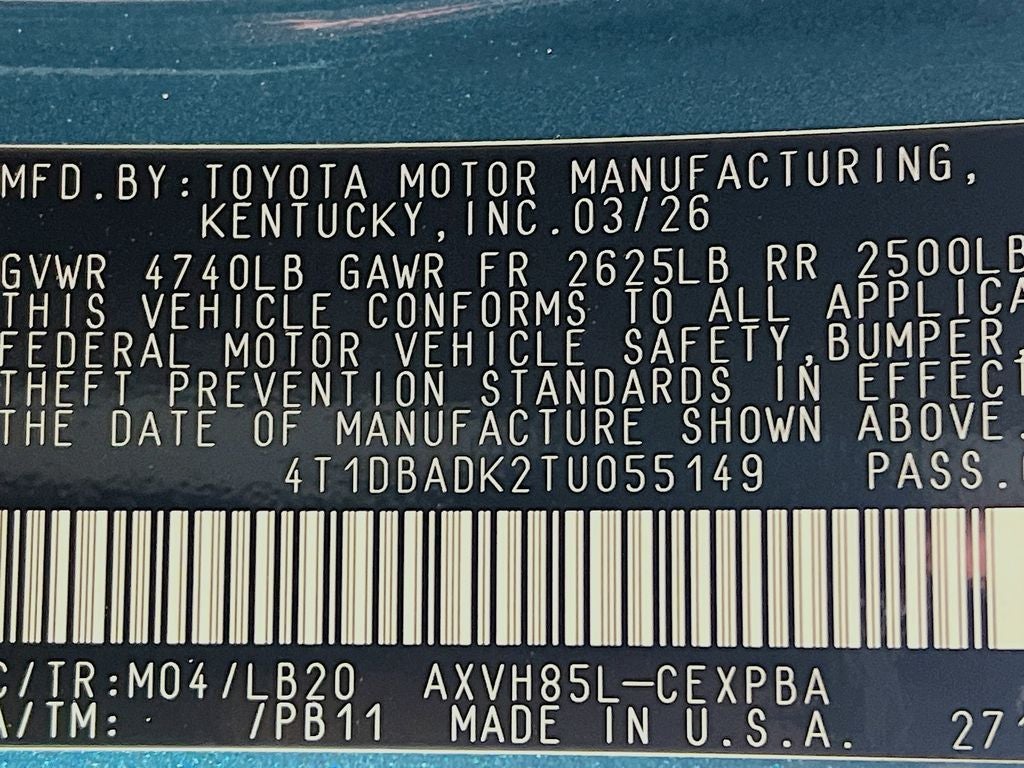 MFD.BY:TOYOTA MOTOR MANUFACTURING,
KENTUCKY,INC.03/26
GVWR 4740LB GAWR FR 2625LB RR 2500LB
THIS VEHICLE CONFORMS TO ALL APPLICA
FEDERAL MOTOR VEHICLE SAFETY,BUMPER,
THEFT PREVENTION STANDARDS IN EFFECT
THE DATE OF MANUFACTURE SHOWN ABOVE.
4T1DBADK2TU055149 PASS.
C/TR:M04/LB20 AXVH85L-CEXPBA
A/TM: /PB11 MADE IN U.S.A. 271